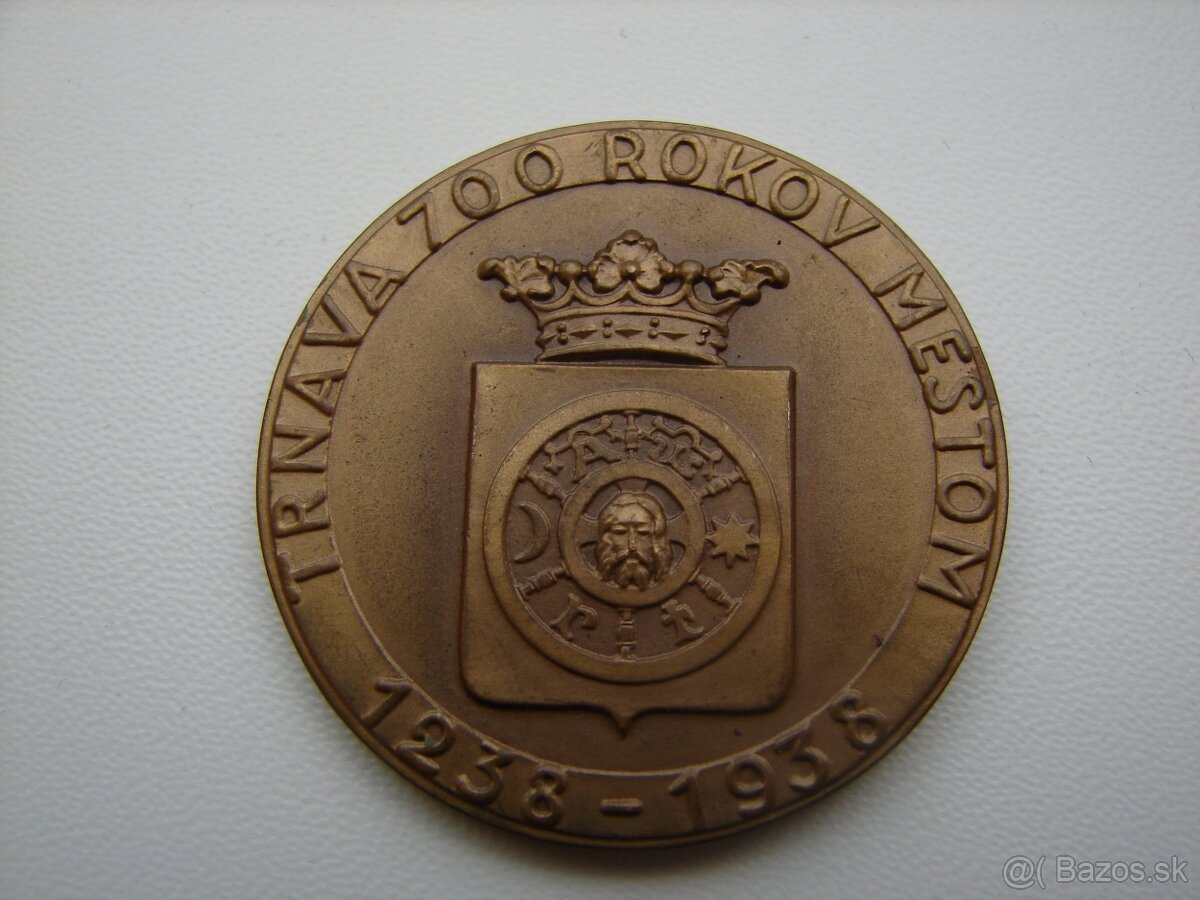 TRNAVA 700 ROKOV MESTOM
1238 - 1938
@( Bazos.sk